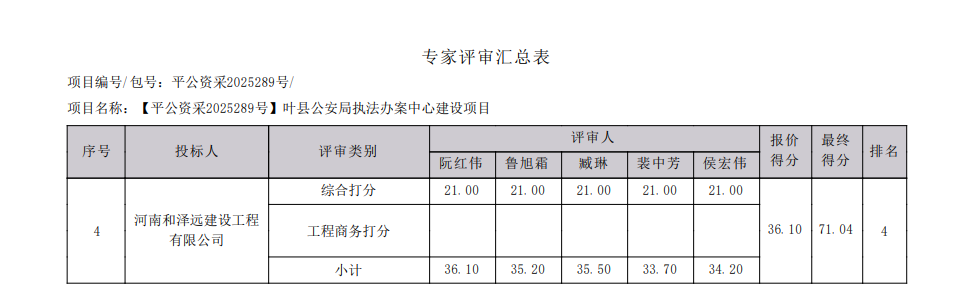 专家评审汇总表
项目编号/包号：平公资采2025289号/
项目名称：【平公资采2025289号】叶县公安局执法办案中心建设项目
序号 投标人 评审类别 评审人 报价得分 最终得分 排名
阮红伟 鲁旭霜 臧琳 裴中芳 侯宏伟
综合打分 21.00 21.00 21.00 21.00 21.00
4 河南和泽远建设工程有限公司 工程商务打分 36.10 71.04 4
小计 36.10 35.20 35.50 33.70 34.20